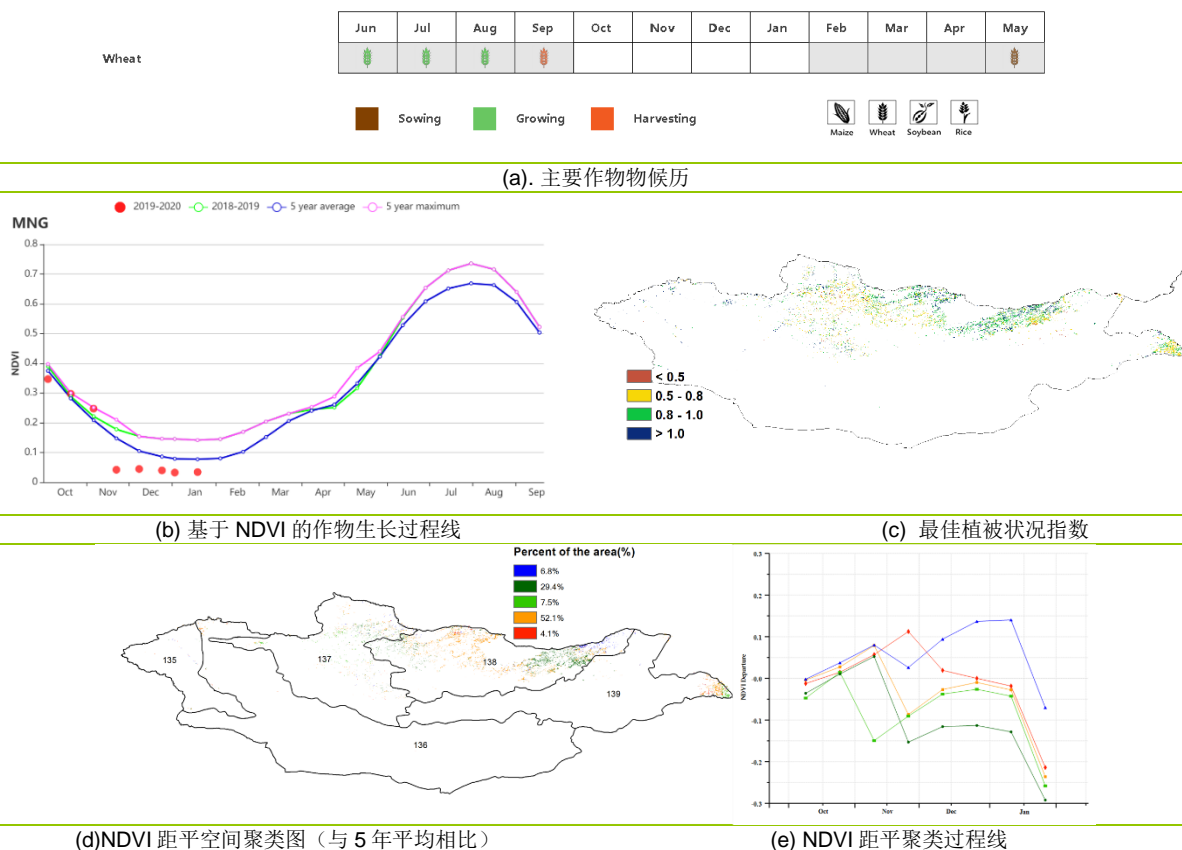 Jun Jul Aug Sep Oct Nov Dec Jan Feb Mar Apr May
Wheat
Sowing Growing Harvesting
Maize Wheat Soybean Rice
(a). 主要作物物候历
2019-2020 2018-2019 5 year average 5 year maximum
MNG
0.8
0.7
0.6
0.5
0.4
0.3
0.2
0.1
0
NDVI
Oct Nov Dec Jan Feb Mar Apr May Jun Jul Aug Sep
< 0.5
0.5 - 0.8
0.8 - 1.0
> 1.0
(b) 基于 NDVI 的作物生长过程线
(c) 最佳植被状况指数
Percent of the area(%)
6.8%
29.4%
7.5%
52.1%
4.1%
135
137
138
139
136
0.3
0.2
0.1
0.0
-0.1
-0.2
-0.3
NDVI Departure
Oct Nov Dec Jan
(d)NDVI 距平空间聚类图（与 5 年平均相比）
(e) NDVI 距平聚类过程线